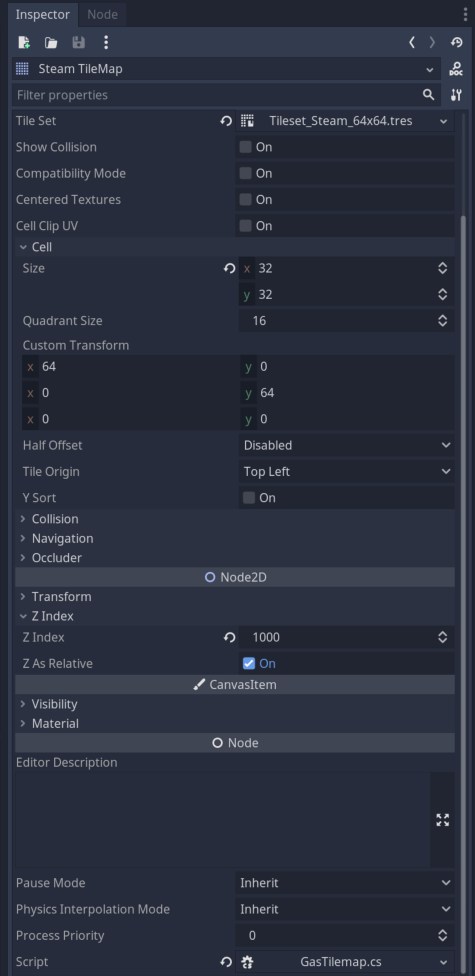 Inspector Node
Steam TileMap
DOC
Filter properties
Tile Set Tileset_Steam_64x64.tres
Show Collision On
Compatibility Mode On
Centered Textures On
Cell Clip UV On
Cell
Size x 32
y 32
Quadrant Size 16
Custom Transform
x 64 y 0
x 0 y 64
x 0 y 0
Half Offset Disabled
Tile Origin Top Left
Y Sort On
Collision
Navigation
Occluder
Node2D
Transform
Z Index
Z Index 1000
Z As Relative On
CanvasItem
Visibility
Material
Node
Editor Description
Pause Mode Inherit
Physics Interpolation Mode Inherit
Process Priority 0
Script GasTilemap.cs